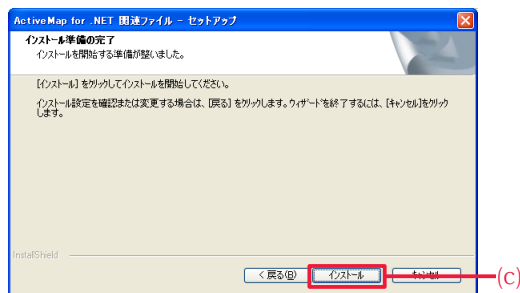 ActiveMap for .NET 関連ファイル - セットアップ
インストール準備の完了
インストールを開始する準備が整いました。
[インストール] をクリックしてインストールを開始してください。
インストール設定を確認または変更する場合は、[戻る] をクリックします。ウィザードを終了するには、[キャンセル]をクリック
します。
InstallShield
< 戻る(B) インストール キャンセル (C)